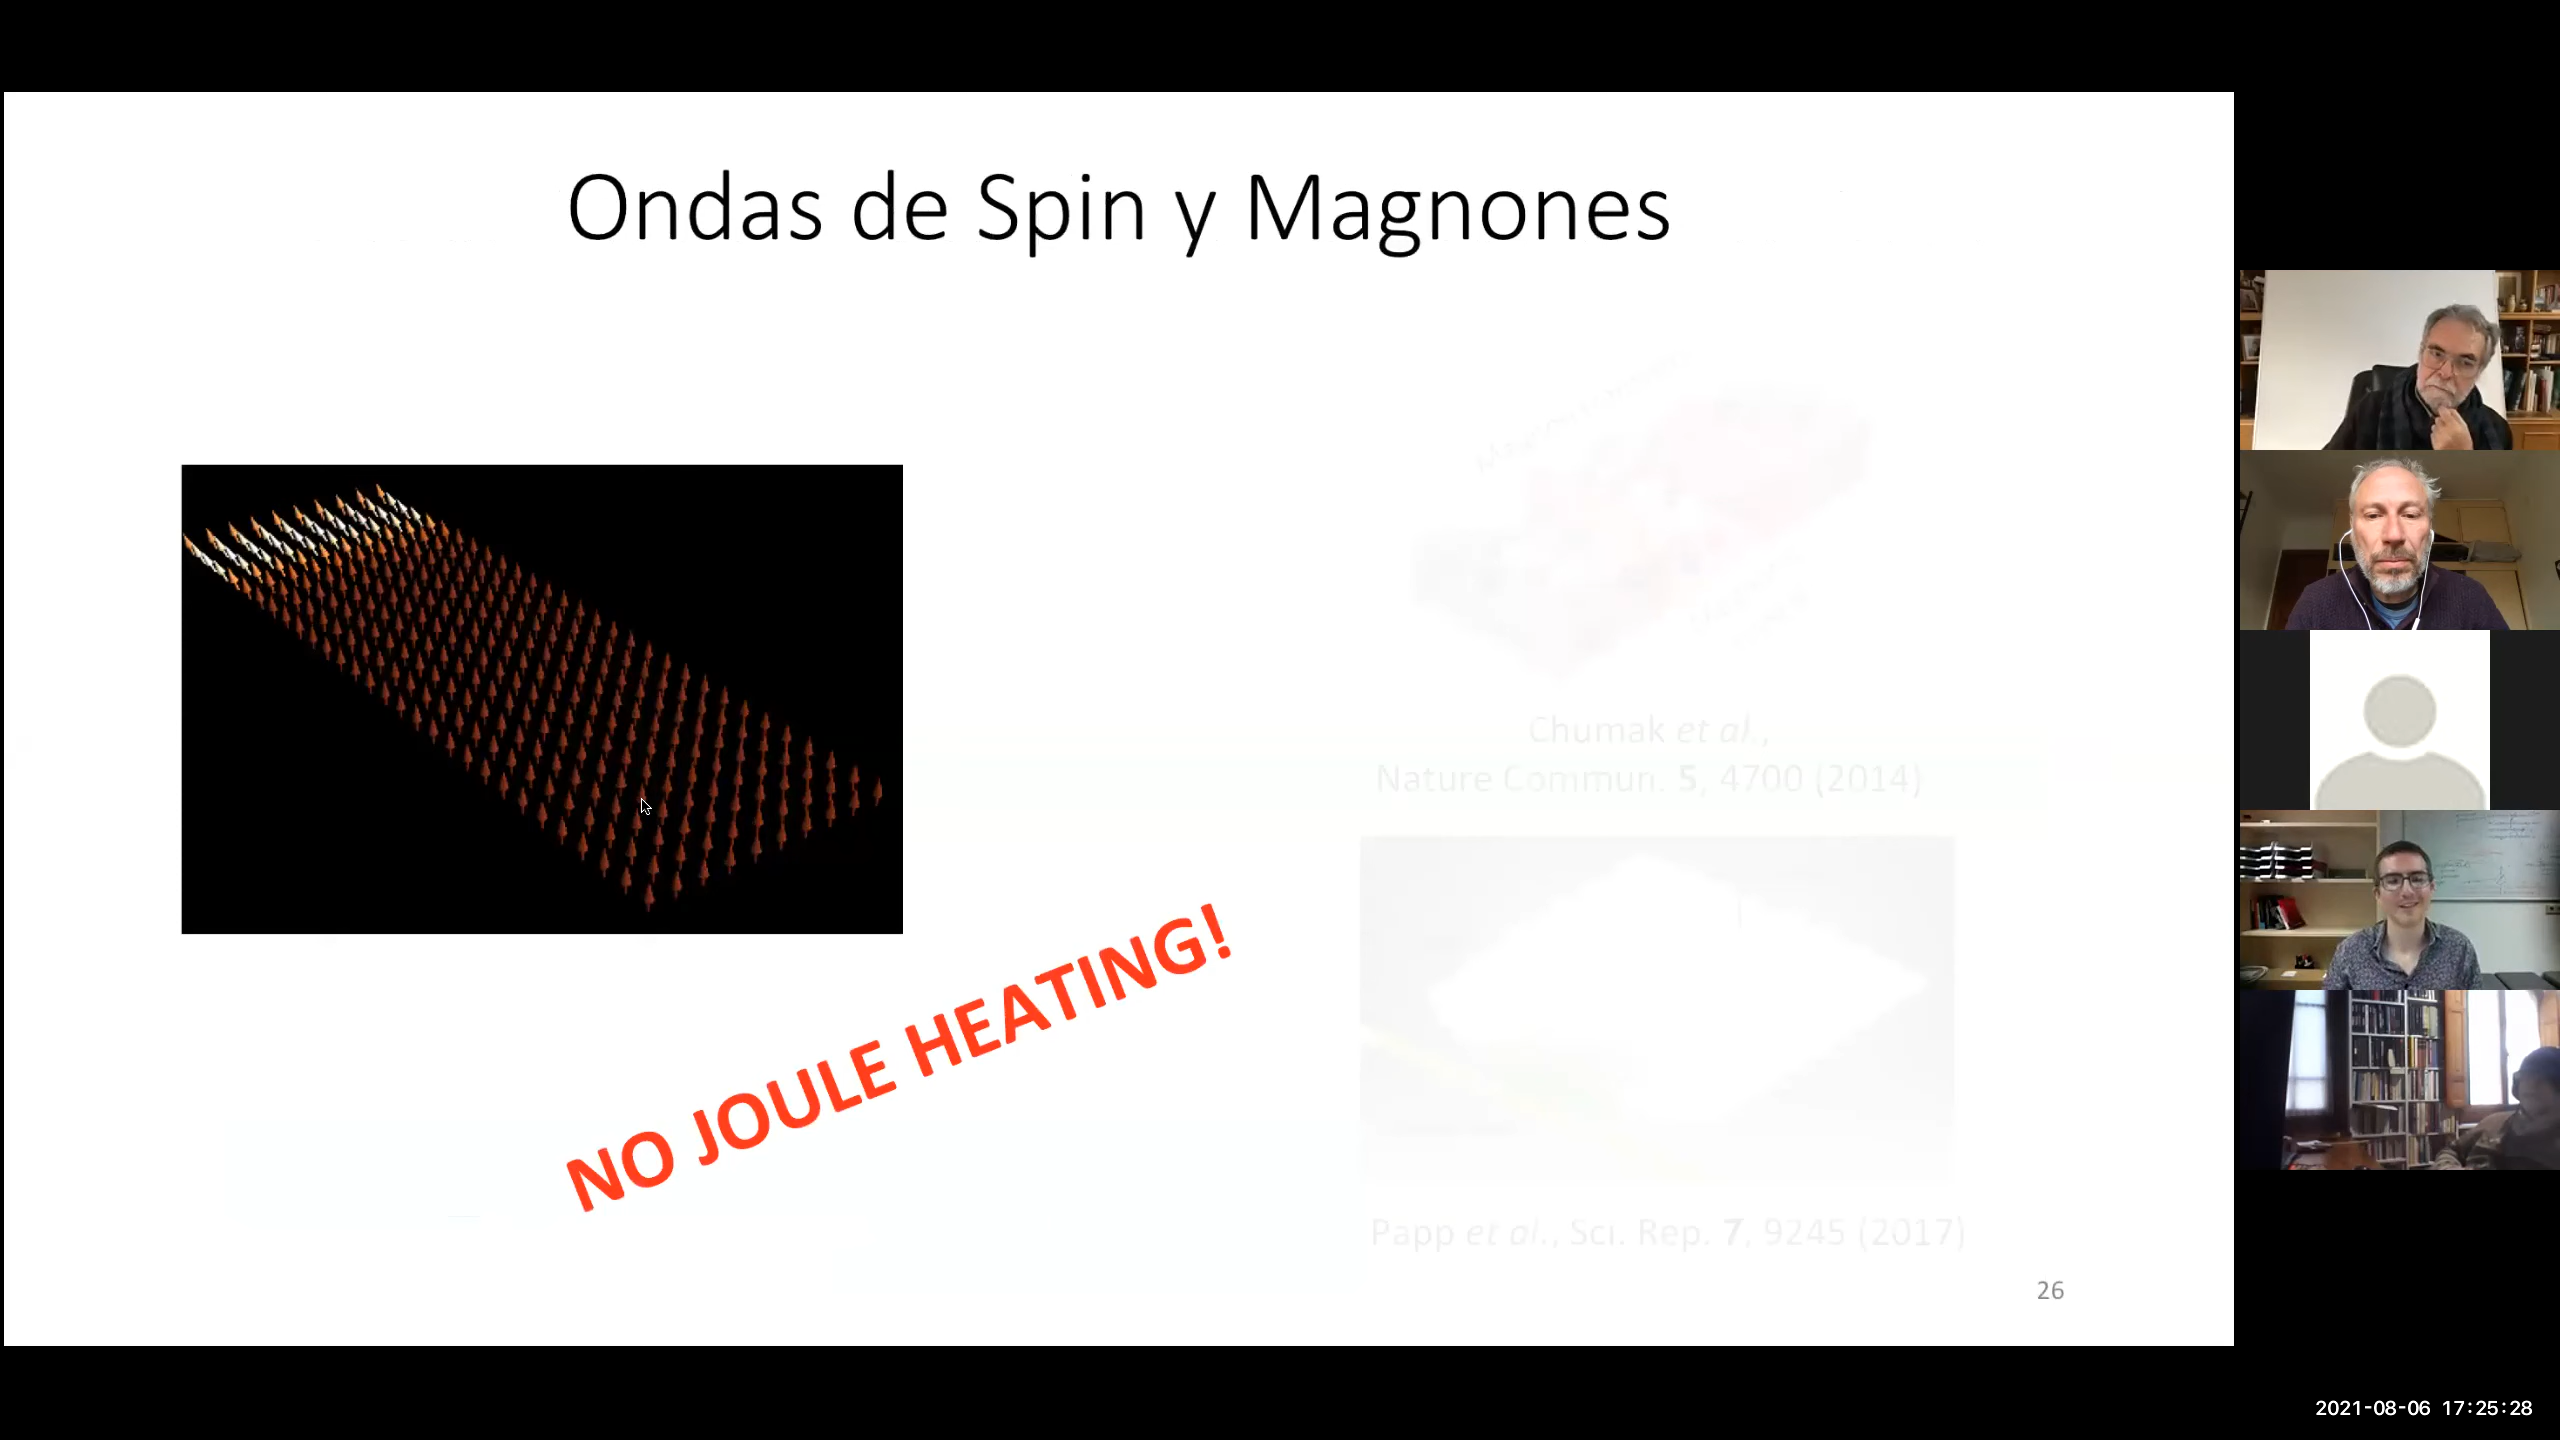 Ondas de Spin y Magnones
Chumak et al.,
Nature Commun. 5, 4700 (2014)
NO JOULE HEATING!
Papp et al., Sci. Rep. 7, 9245 (2017)
26
2021-08-06 17:25:28